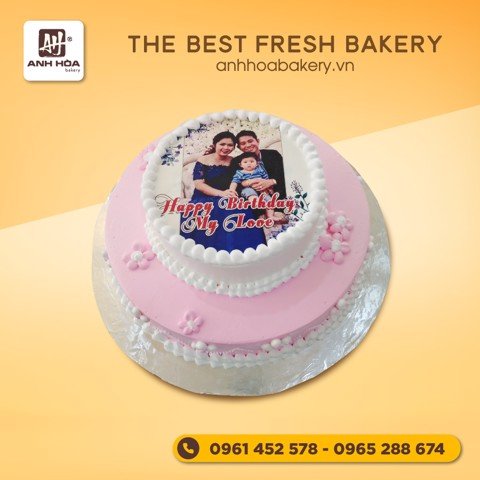 AH
®
ANH HÒA
bakery
THE BEST FRESH BAKERY
anhhoabakery.vn
Happy Birthday
My Love
0961 452 578 - 0965 288 674